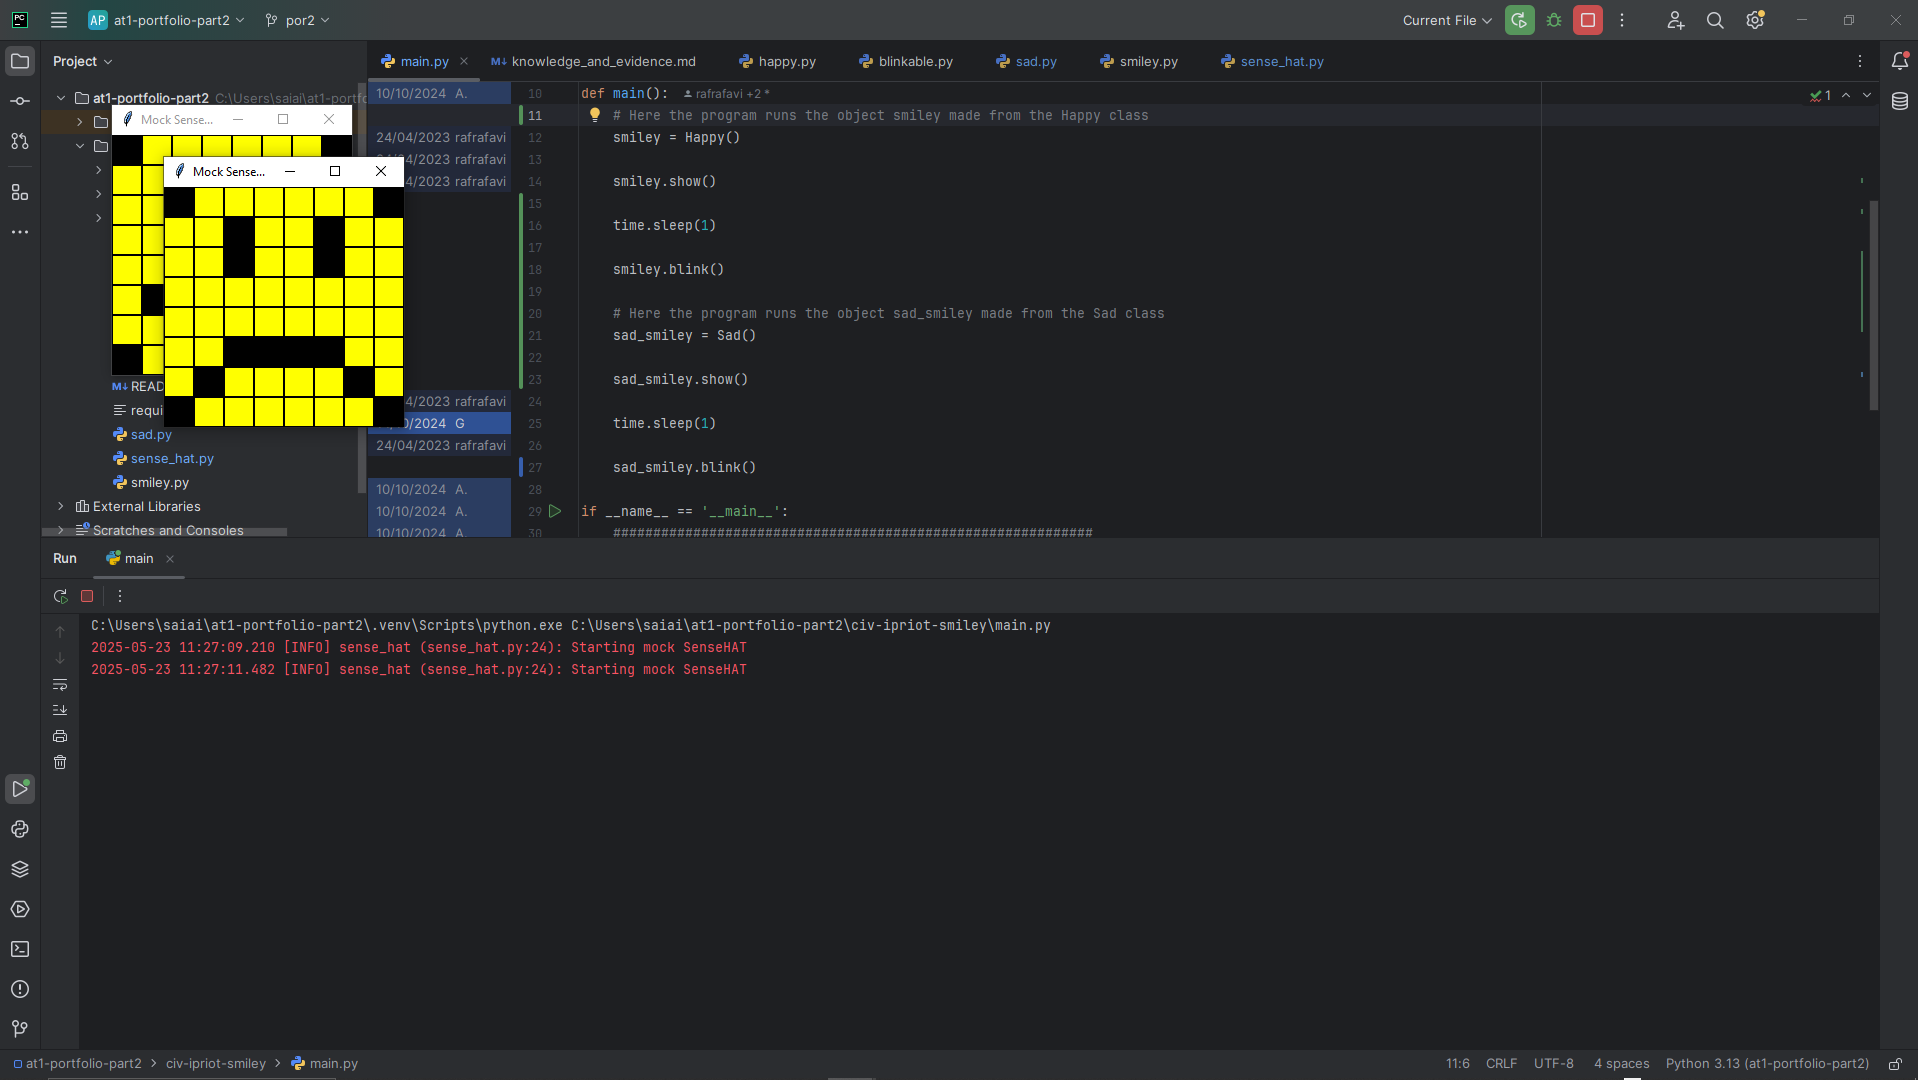 PC
AP at1-portfolio-part2 por2 Current File
Project
main.py knowledge_and_evidence.md happy.py blinkable.py sad.py smiley.py sense_hat.py
at1-portfolio-part2 C:\Users\saiai\at1-portfo
Mock Sense...
Mock Sense...
READ
requi
sad.py
sense_hat.py
smiley.py
External Libraries
Scratches and Consoles
10/10/2024 A.
24/04/2023 rafrafavi
4/2023 rafrafavi
4/2023 rafrafavi
4/2023 rafrafavi
0/2024 G
24/04/2023 rafrafavi
10/10/2024 A.
10/10/2024 A.
10/10/2024 A.
10 def main(): rafrafavi +2 *
11 # Here the program runs the object smiley made from the Happy class
12 smiley = Happy()
13
14 smiley.show()
15
16 time.sleep(1)
17
18 smiley.blink()
19
20 # Here the program runs the object sad_smiley made from the Sad class
21 sad_smiley = Sad()
22
23 sad_smiley.show()
24
25 time.sleep(1)
26
27 sad_smiley.blink()
28
29 if __name__ == '__main__':
30 ############################################################
1
Run main
C:\Users\saiai\at1-portfolio-part2\.venv\Scripts\python.exe C:\Users\saiai\at1-portfolio-part2\civ-ipriot-smiley\main.py
2025-05-23 11:27:09.210 [INFO] sense_hat (sense_hat.py:24): Starting mock SenseHAT
2025-05-23 11:27:11.482 [INFO] sense_hat (sense_hat.py:24): Starting mock SenseHAT
at1-portfolio-part2 > civ-ipriot-smiley > main.py
11:6 CRLF UTF-8 4 spaces Python 3.13 (at1-portfolio-part2)